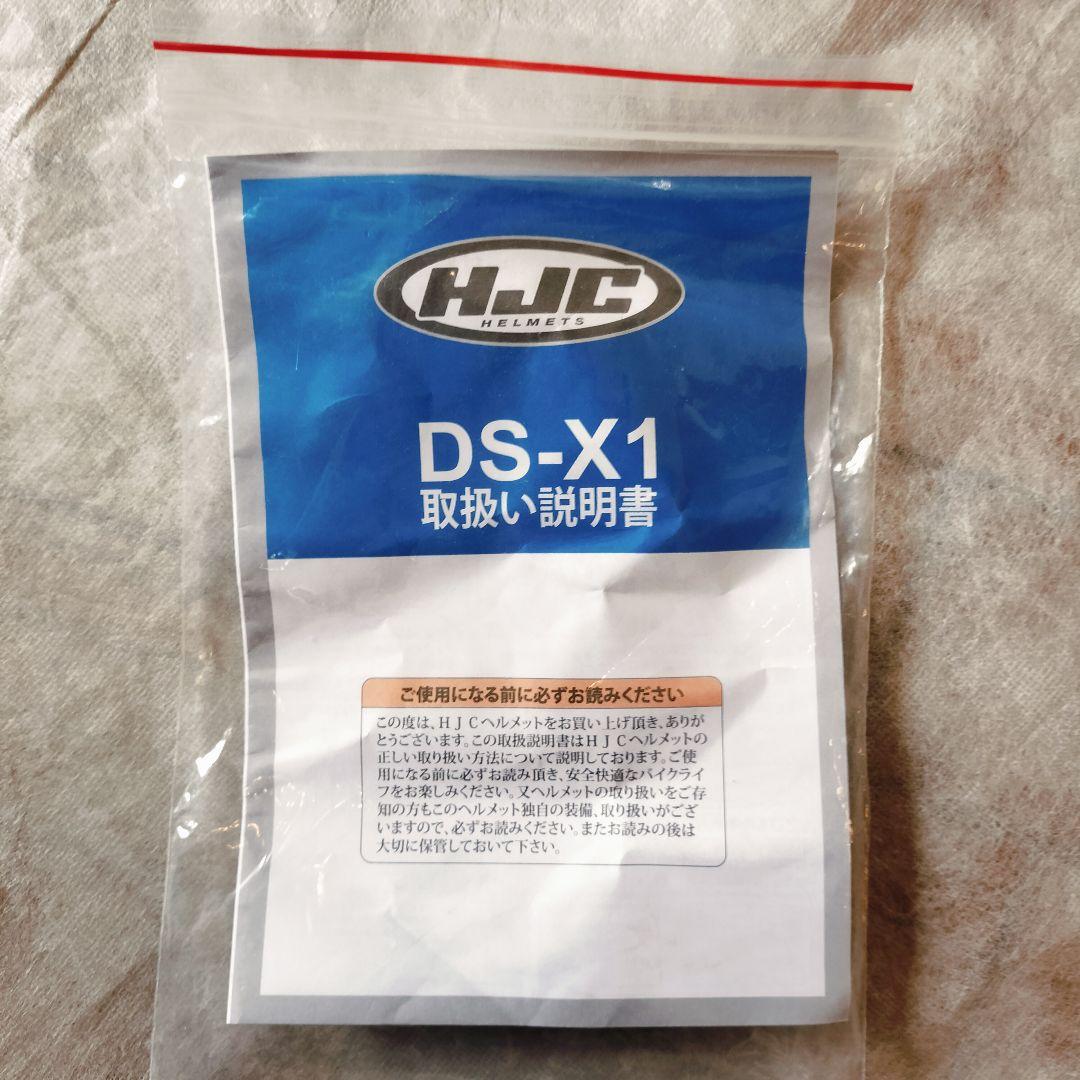 HJC
HELMETS
DS-X1
取扱い説明書
ご使用になる前に必ずお読みください
この度は、HJCヘルメットをお買い上げ頂き、ありが
とうございます。この取扱説明書はHJCヘルメットの
正しい取り扱い方法について説明しております。ご使
用になる前に必ずお読み頂き、安全快適なバイクライ
フをお楽しみください。又ヘルメットの取り扱いをご存
知の方もこのヘルメット独自の装備、取り扱いがござ
いますので、必ずお読みください。またお読みの後は
大切に保管しておいて下さい。